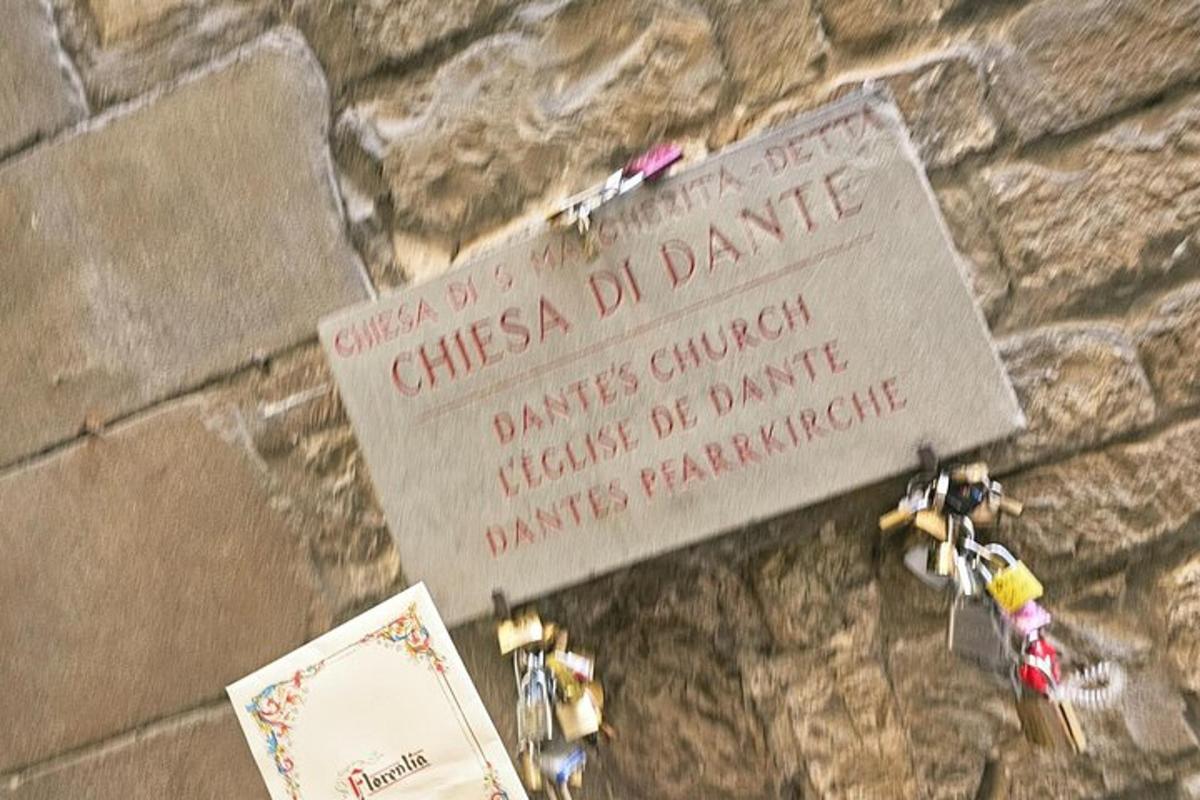 CHIESA DI S MARGHERITA-DETTA
CHIESA DI DANTE
DANTE'S CHURCH
L'ÉGLISE DE DANTE
DANTES PFARRKIRCHE
Florentia